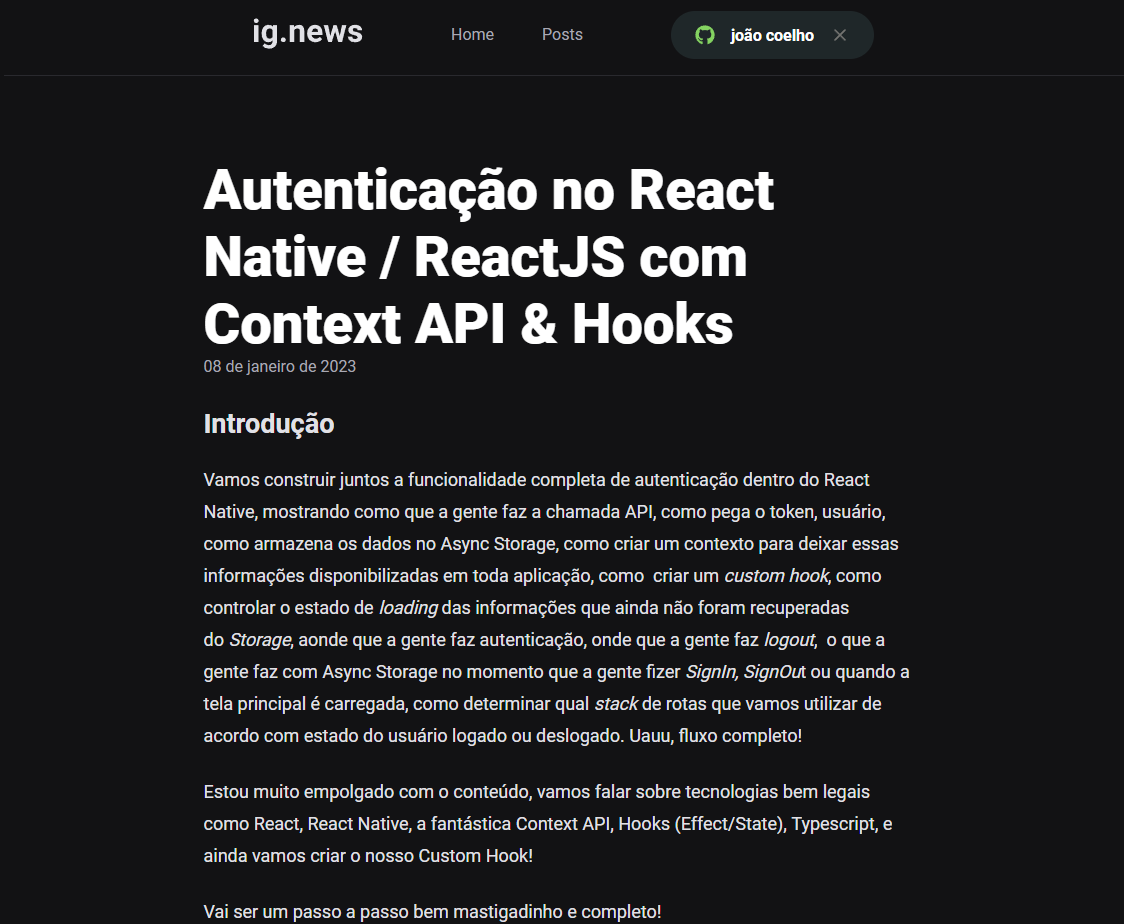 ig.news
Home
Posts
joão coelho
Autenticação no React
Native / ReactJS com
Context API & Hooks
08 de janeiro de 2023
Introdução
Vamos construir juntos a funcionalidade completa de autenticação dentro do React
Native, mostrando como que a gente faz a chamada API, como pega o token, usuário,
como armazena os dados no Async Storage, como criar um contexto para deixar essas
informações disponibilizadas em toda aplicação, como  criar um custom hook, como
controlar o estado de loading das informações que ainda não foram recuperadas
do Storage, aonde que a gente faz autenticação, onde que a gente faz logout,  o que a
gente faz com Async Storage no momento que a gente fizer SignIn, SignOut ou quando a
tela principal é carregada, como determinar qual stack de rotas que vamos utilizar de
acordo com estado do usuário logado ou deslogado. Uauu, fluxo completo!
Estou muito empolgado com o conteúdo, vamos falar sobre tecnologias bem legais
como React, React Native, a fantástica Context API, Hooks (Effect/State), Typescript, e
ainda vamos criar o nosso Custom Hook!
Vai ser um passo a passo bem mastigadinho e completo!